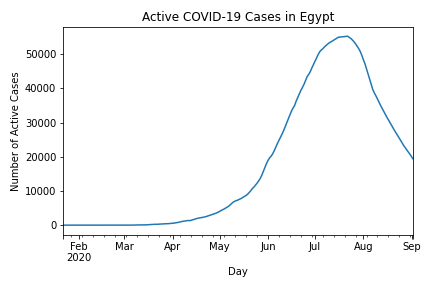 Active COVID-19 Cases in Egypt
Number of Active Cases
50000
40000
30000
20000
10000
0
Feb
2020
Mar
Apr
May
Jun
Jul
Aug
Sep
Day